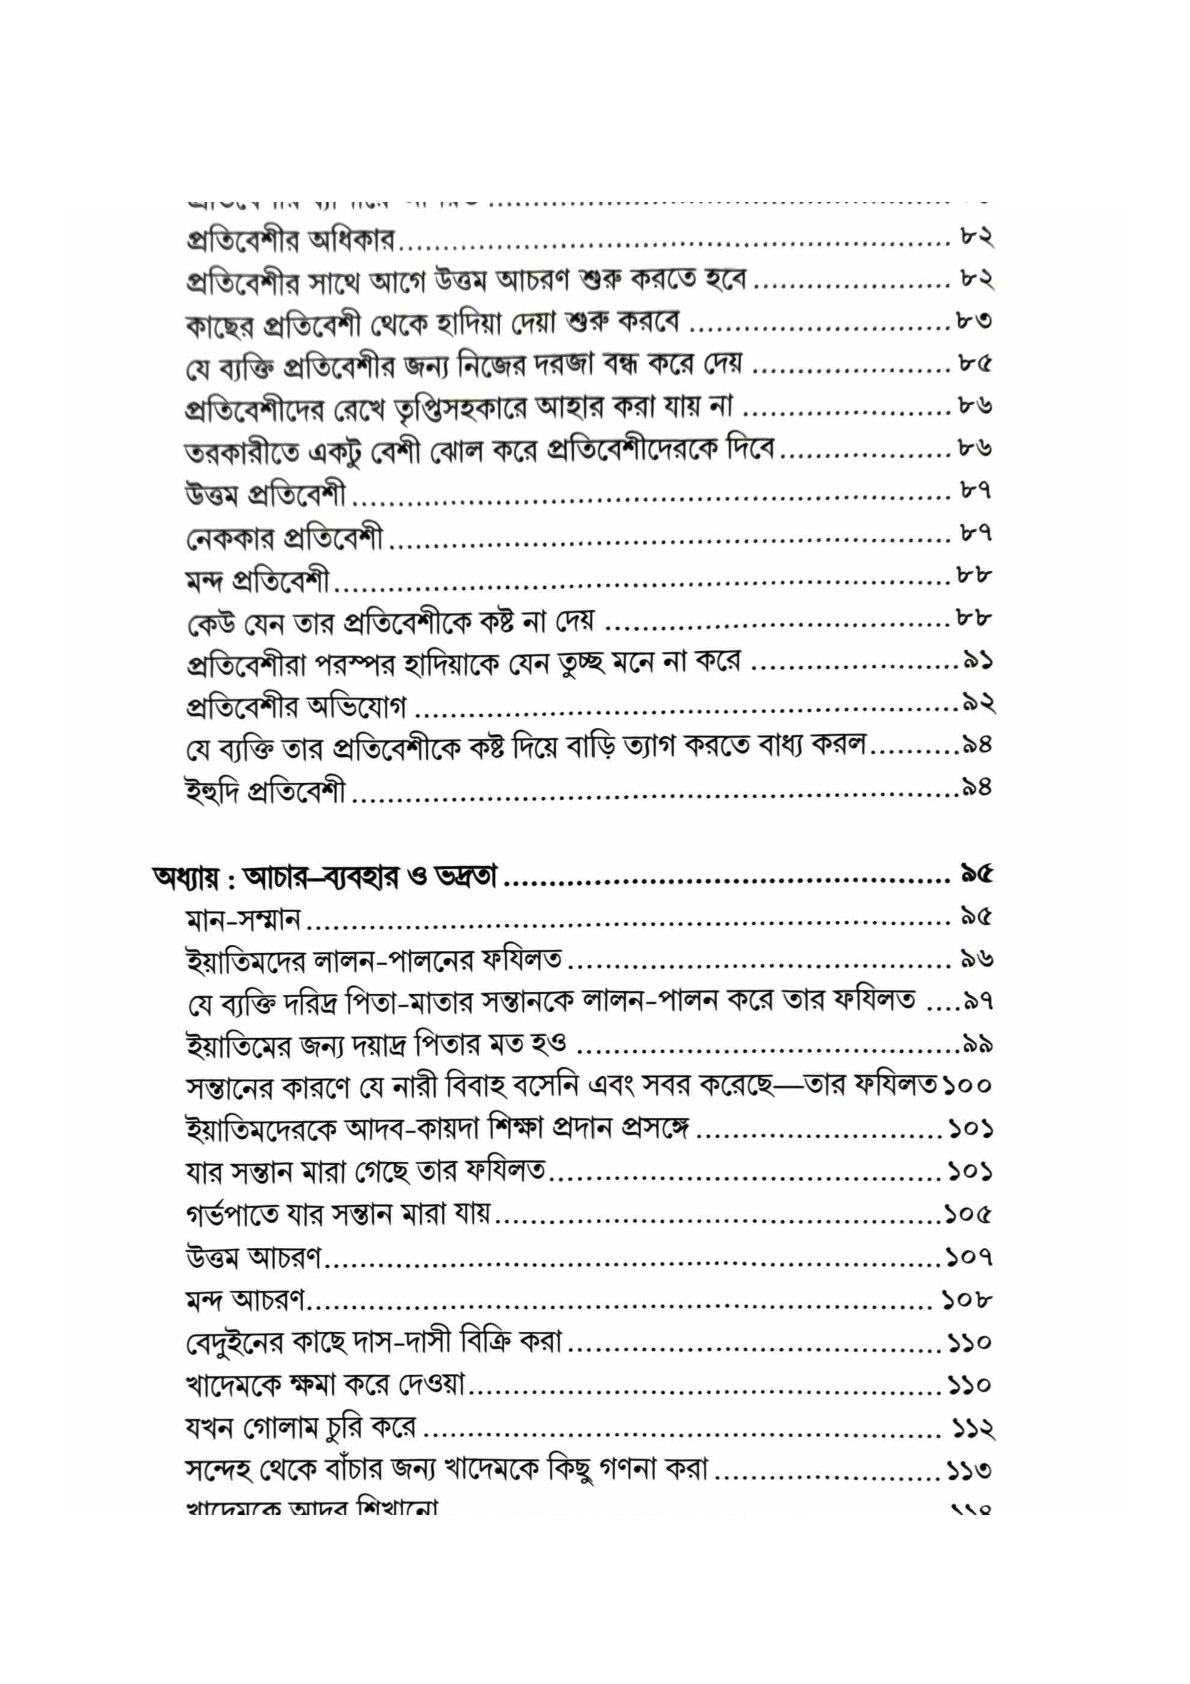 প্রতিবেশীর অধিকার.............................................................. ৮২
প্রতিবেশীর সাথে আগে উত্তম আচরণ শুরু করতে হবে ...................... ৮২
কাছের প্রতিবেশী থেকে হাদিয়া দেয়া শুরু করবে .............................৮৩
যে ব্যক্তি প্রতিবেশীর জন্য নিজের দরজা বন্ধ করে দেয় ...................... ৮৫
প্রতিবেশীদের রেখে তৃপ্তিসহকারে আহার করা যায় না ....................... ৮৬
তরকারীতে একটু বেশী ঝোল করে প্রতিবেশীদেরকে দিবে................... ৮৬
উত্তম প্রতিবেশী................................................................... ৮৭
নেককার প্রতিবেশী............................................................... ৮৭
মন্দ প্রতিবেশী.....................................................................৮৮
কেউ যেন তার প্রতিবেশীকে কষ্ট না দেয় ......................................৮৮
প্রতিবেশীরা পরস্পর হাদিয়াকে যেন তুচ্ছ মনে না করে .......................৯১
প্রতিবেশীর অভিযোগ .............................................................৯২
যে ব্যক্তি তার প্রতিবেশীকে কষ্ট দিয়ে বাড়ি ত্যাগ করতে বাধ্য করল..........৯৪
ইহুদি প্রতিবেশী....................................................................৯৪
অধ্যায় : আচার–ব্যবহার ও ভদ্রতা................................................. ৯৫
মান-সম্মান........................................................................ ৯৫
ইয়াতিমদের লালন-পালনের ফযিলত.......................................... ৯৬
যে ব্যক্তি দরিদ্র পিতা-মাতার সন্তানকে লালন-পালন করে তার ফযিলত ....৯৭
ইয়াতিমের জন্য দয়াদ্র পিতার মত হও ..........................................৯৯
সন্তানের কারণে যে নারী বিবাহ বসেনি এবং সবর করেছে—তার ফযিলত১০০
ইয়াতিমদেরকে আদব-কায়দা শিক্ষা প্রদান প্রসঙ্গে ...........................১০১
যার সন্তান মারা গেছে তার ফযিলত........................................... ১০১
গর্ভপাতে যার সন্তান মারা যায়.................................................১০৫
উত্তম আচরণ....................................................................১০৭
মন্দ আচরণ..................................................................... ১০৮
বেদুইনের কাছে দাস-দাসী বিক্রি করা......................................... ১১০
খাদেমকে ক্ষমা করে দেওয়া.................................................... ১১০
যখন গোলাম চুরি করে ......................................................... ১১২
সন্দেহ থেকে বাঁচার জন্য খাদেমকে কিছু গণনা করা......................... ১১৩
খাদেমকে আদব শিখানো ১১৪